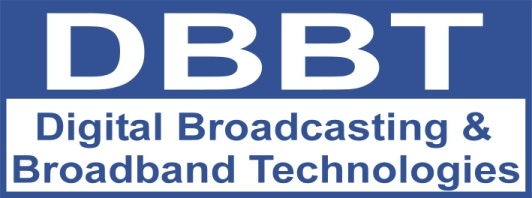 DBBT
Digital Broadcasting &
Broadband Technologies